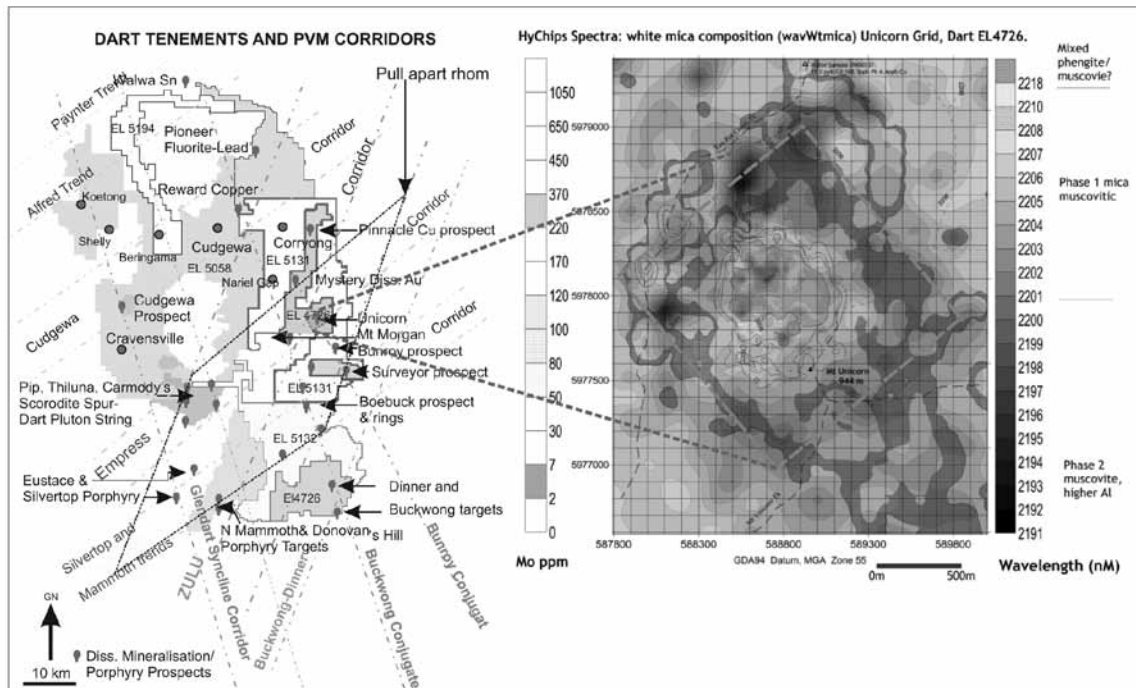 DART TENEMENTS AND PVM CORRIDORS
Pull apart rhom
Walwa Sn
Paynter Trend
EL 5194
Pioneer
Fluorite-Lead
Corridor
Corridor
Corridor
Alfred Trend
Reward Copper
Koetong
Shelly
Beringama
Cudgewa
EL 5058
Corryong
EL 5131
Pinnacle Cu prospect
Nariel Gap
Mystery Diss. Au
Cudgewa
Prospect
EL 4726
Unicorn
Mt Morgan
Bunroy prospect
Corridor
Cudgewa
Cravensville
Surveyor prospect
EL5131
Pip, Thiluna, Carmody's
Scorodite Spur-
Dart Pluton String
Boebuck prospect
& rings
EL 5132
Empress
Eustace &
Silvertop Porphyry
El4726
Dinner and
Buckwong targets
N Mammoth& Donovan's Hill
Porphyry Targets
Silvertop and
Mammoth trends
ZULU
Glendart Syncline Corridor
Buckwong-Dinner
Buckwong Conjugate
Bunroy Conjugat
GN
10 km
Diss. Mineralisation/
Porphyry Prospects
HyChips Spectra: white mica composition (wavWtmica) Unicorn Grid, Dart EL4726.
1050
650
450
370
220
170
120
100
80
50
30
7
2
0
Mo ppm
5979000
5978500
5978000
5977500
5977000
587800
588300
588800
589300
589800
Mt Unicorn
944 m
GDA94 Datum, MGA Zone 55
0m
500m
2218
2210
2208
2207
2206
2205
2204
2203
2202
2201
2200
2199
2198
2197
2196
2195
2194
2193
2192
2191
Wavelength (nM)
Mixed
phengite/
muscovie?
Phase 1 mica
muscovitic
Phase 2
muscovite,
higher Al